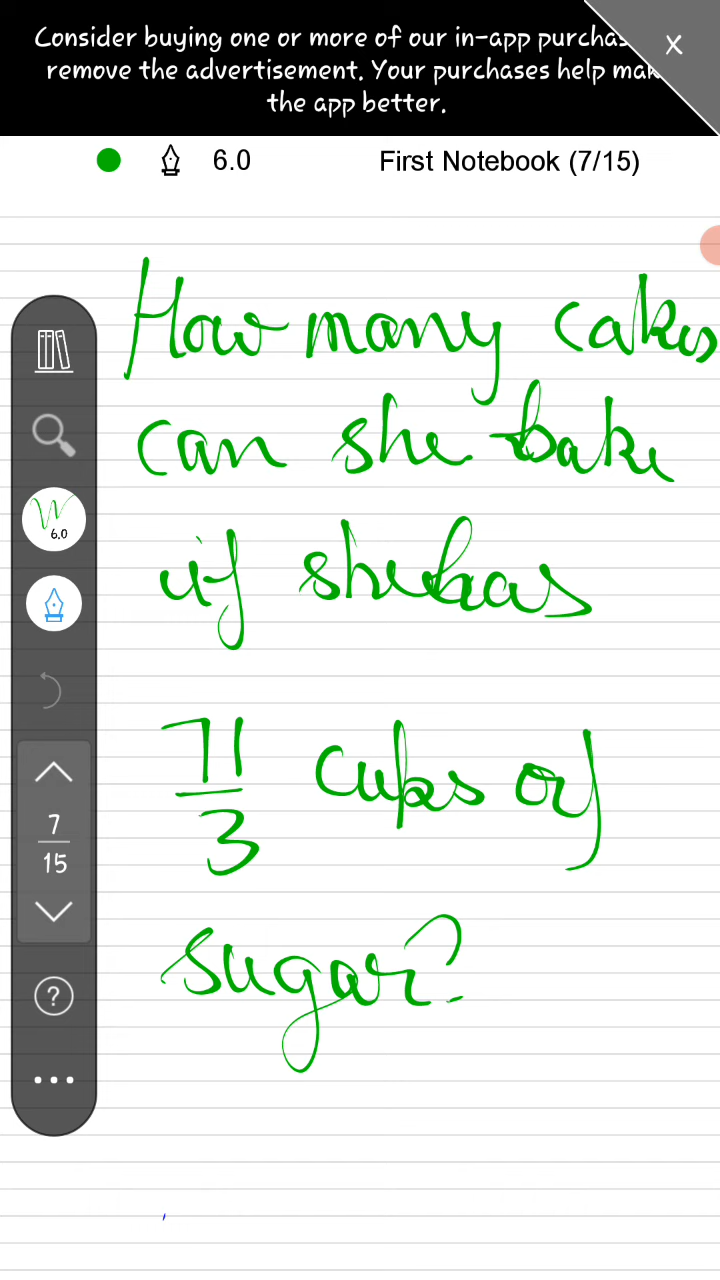 Consider buying one or more of our in-app purchas
remove the advertisement. Your purchases help mak
the app better.
X
6.0
First Notebook (7/15)
How many cakes
can she bake
if she has
71
3
cups of
sugar?
6.0
7
15
?